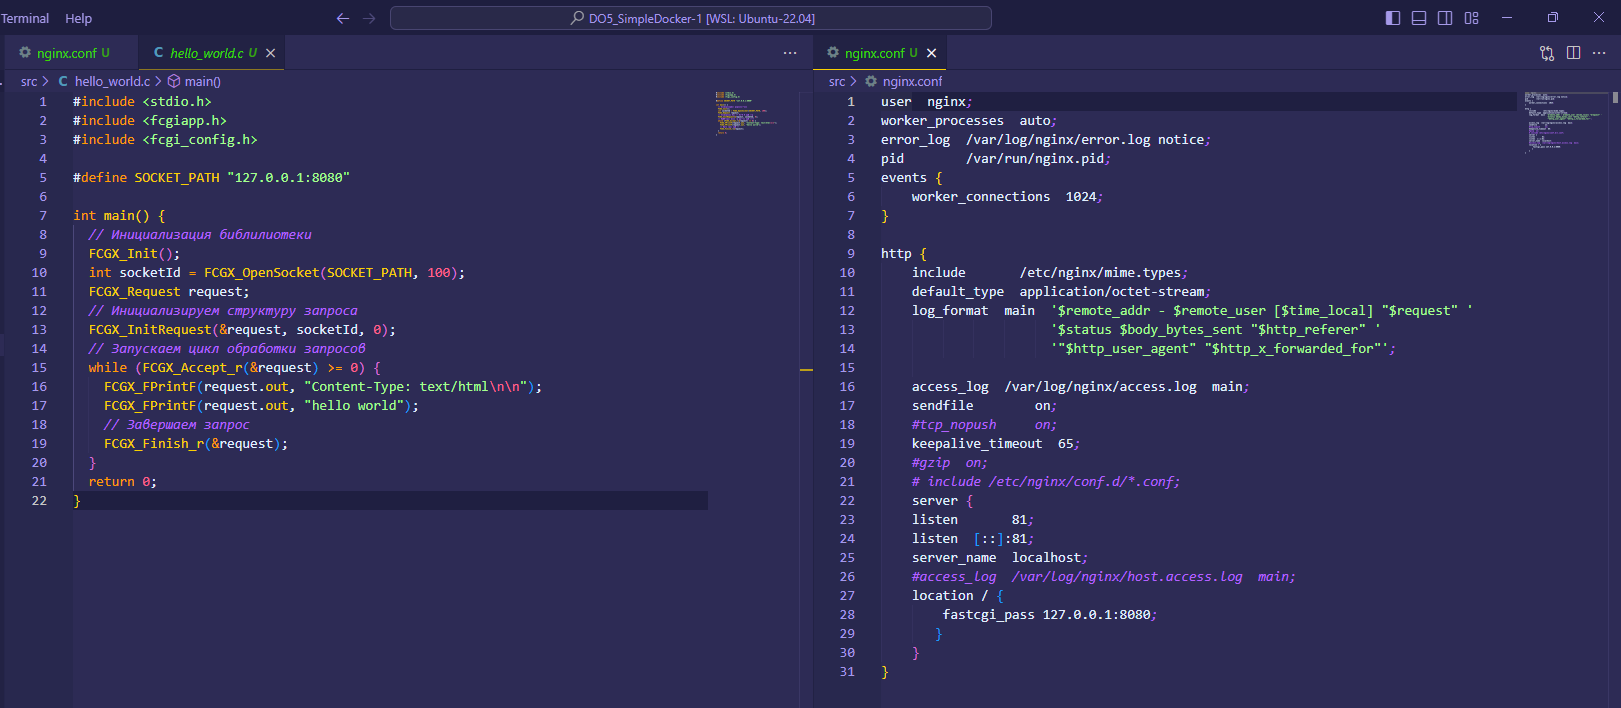 Terminal Help
DO5_SimpleDocker-1 [WSL: Ubuntu-22.04]
nginx.conf U
hello_world.c U
src > C hello_world.c > main()
1 #include <stdio.h>
2 #include <fcgiapp.h>
3 #include <fcgi_config.h>
4
5 #define SOCKET_PATH "127.0.0.1:8080"
6
7 int main() {
8 // Инициализация библилиотеки
9 FCGX_Init();
10 int socketId = FCGX_OpenSocket(SOCKET_PATH, 100);
11 FCGX_Request request;
12 // Инициализируем структуру запроса
13 FCGX_InitRequest(&request, socketId, 0);
14 // Запускаем цикл обработки запросов
15 while (FCGX_Accept_r(&request) >= 0) {
16 FCGX_FPrintF(request.out, "Content-Type: text/html\n\n");
17 FCGX_FPrintF(request.out, "hello world");
18 // Завершаем запрос
19 FCGX_Finish_r(&request);
20 }
21 return 0;
22 }
nginx.conf U
src > nginx.conf
1 user  nginx;
2 worker_processes  auto;
3 error_log  /var/log/nginx/error.log notice;
4 pid        /var/run/nginx.pid;
5 events {
6 worker_connections  1024;
7 }
8
9 http {
10 include       /etc/nginx/mime.types;
11 default_type  application/octet-stream;
12 log_format  main  '$remote_addr - $remote_user [$time_local] "$request" '
13 '$status $body_bytes_sent "$http_referer" '
14 '"$http_user_agent" "$http_x_forwarded_for"';
15
16 access_log  /var/log/nginx/access.log  main;
17 sendfile        on;
18 #tcp_nopush     on;
19 keepalive_timeout  65;
20 #gzip  on;
21 # include /etc/nginx/conf.d/*.conf;
22 server {
23 listen       81;
24 listen  [::]:81;
25 server_name  localhost;
26 #access_log  /var/log/nginx/host.access.log  main;
27 location / {
28 fastcgi_pass 127.0.0.1:8080;
29 }
30 }
31 }